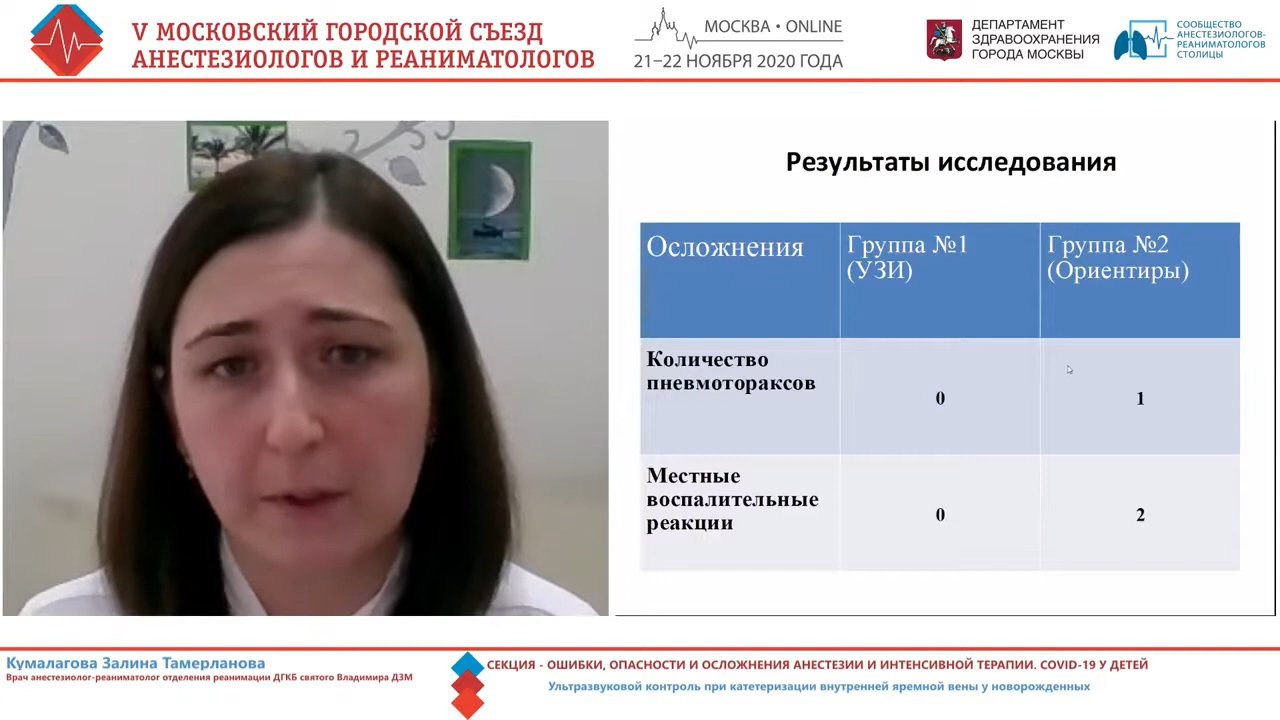 V МОСКОВСКИЙ ГОРОДСКОЙ СЪЕЗД
АНЕСТЕЗИОЛОГОВ И РЕАНИМАТОЛОГОВ
МОСКВА • ONLINE
21–22 НОЯБРЯ 2020 ГОДА
ДЕПАРТАМЕНТ
ЗДРАВООХРАНЕНИЯ
ГОРОДА МОСКВЫ
СООБЩЕСТВО
АНЕСТЕЗИОЛОГОВ-
РЕАНИМАТОЛОГОВ
СТОЛИЦЫ
Результаты исследования
Осложнения
Группа №1
(УЗИ)
Группа №2
(Ориентиры)
Количество
пневмотораксов
0
1
Местные
воспалительные
реакции
0
2
Кумалагова Залина Тамерлановна
Врач анестезиолог-реаниматолог отделения реанимации ДГКБ святого Владимира ДЗМ
СЕКЦИЯ - ОШИБКИ, ОПАСНОСТИ И ОСЛОЖНЕНИЯ АНЕСТЕЗИИ И ИНТЕНСИВНОЙ ТЕРАПИИ. COVID-19 У ДЕТЕЙ
Ультразвуковой контроль при катетеризации внутренней яремной вены у новорожденных